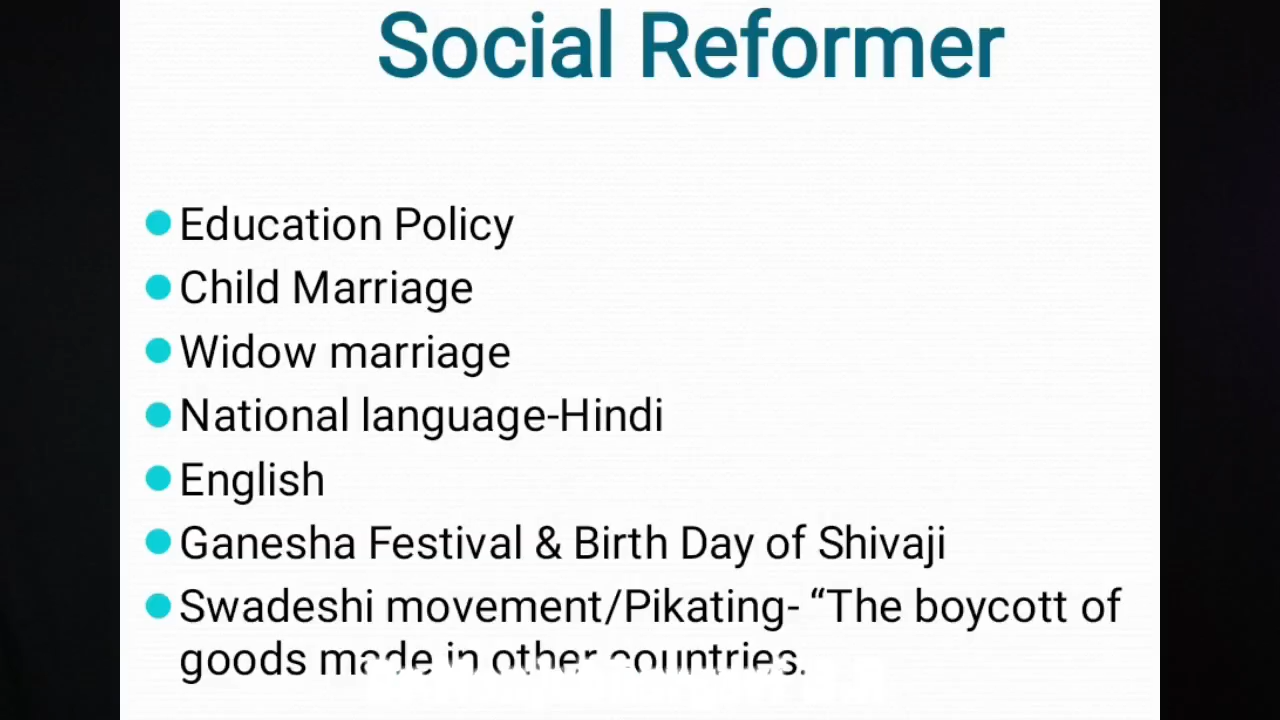 Social Reformer
Education Policy
Child Marriage
Widow marriage
National language-Hindi
English
Ganesha Festival & Birth Day of Shivaji
Swadeshi movement/Pikating- “The boycott of
goods made in other countries.